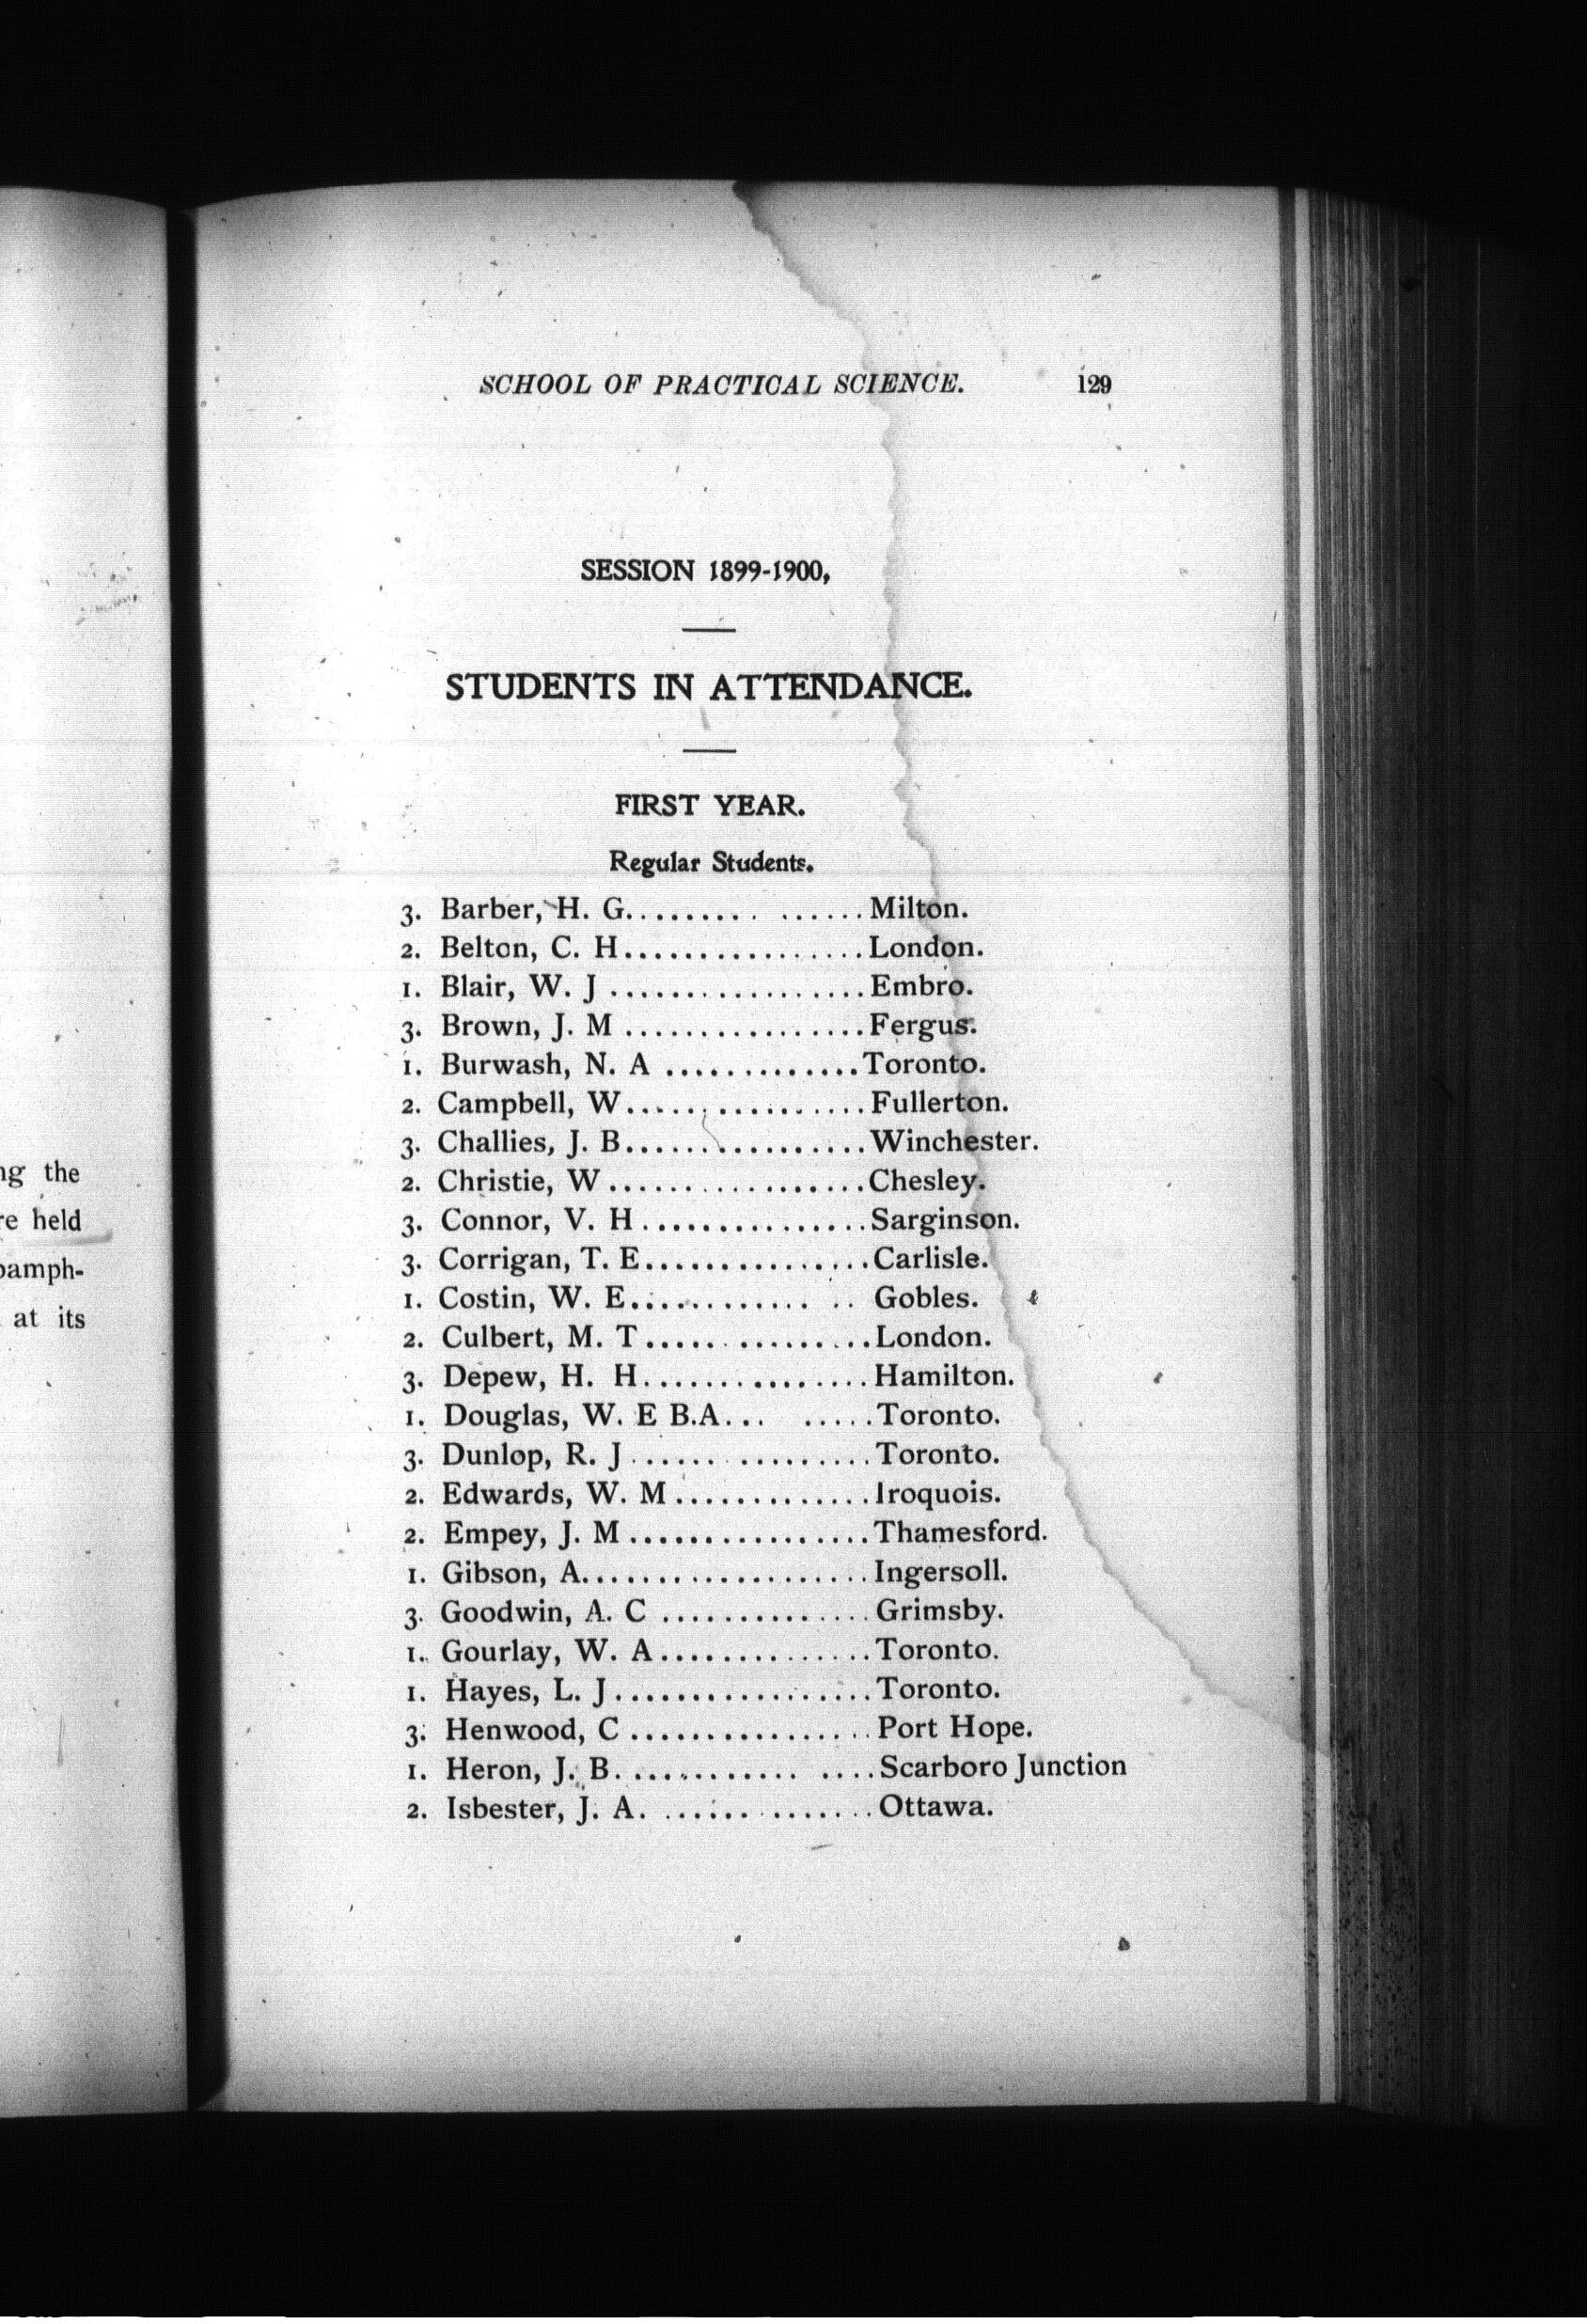 SCHOOL OF PRACTICAL SCIENCE. 129
SESSION 1899-1900,
STUDENTS IN ATTENDANCE.
FIRST YEAR.
Regular Students.
3. Barber, H. G......... ......Milton.
2. Belton, C. H................London.
1. Blair, W. J .................Embro.
3. Brown, J. M ................Fergus.
1. Burwash, N. A .............Toronto.
2. Campbell, W................Fullerton.
3. Challies, J. B................Winchester.
2. Christie, W.................Chesley.
3. Connor, V. H...............Sarginson.
3. Corrigan, T. E...............Carlisle.
1. Costin, W. E............ .. Gobles.
2. Culbert, M. T...............London.
3. Depew, H. H...............Hamilton.
1. Douglas, W. E B.A... .....Toronto.
3. Dunlop, R. J................Toronto.
2. Edwards, W. M.............Iroquois.
2. Empey, J. M................Thamesford.
1. Gibson, A...................Ingersoll.
3. Goodwin, A. C ..............Grimsby.
1. Gourlay, W. A..............Toronto.
1. Hayes, L. J.................Toronto.
3. Henwood, C ................Port Hope.
1. Heron, J. B. ........... ....Scarboro Junction
2. Isbester, J. A. ..............Ottawa.
the
held
at its